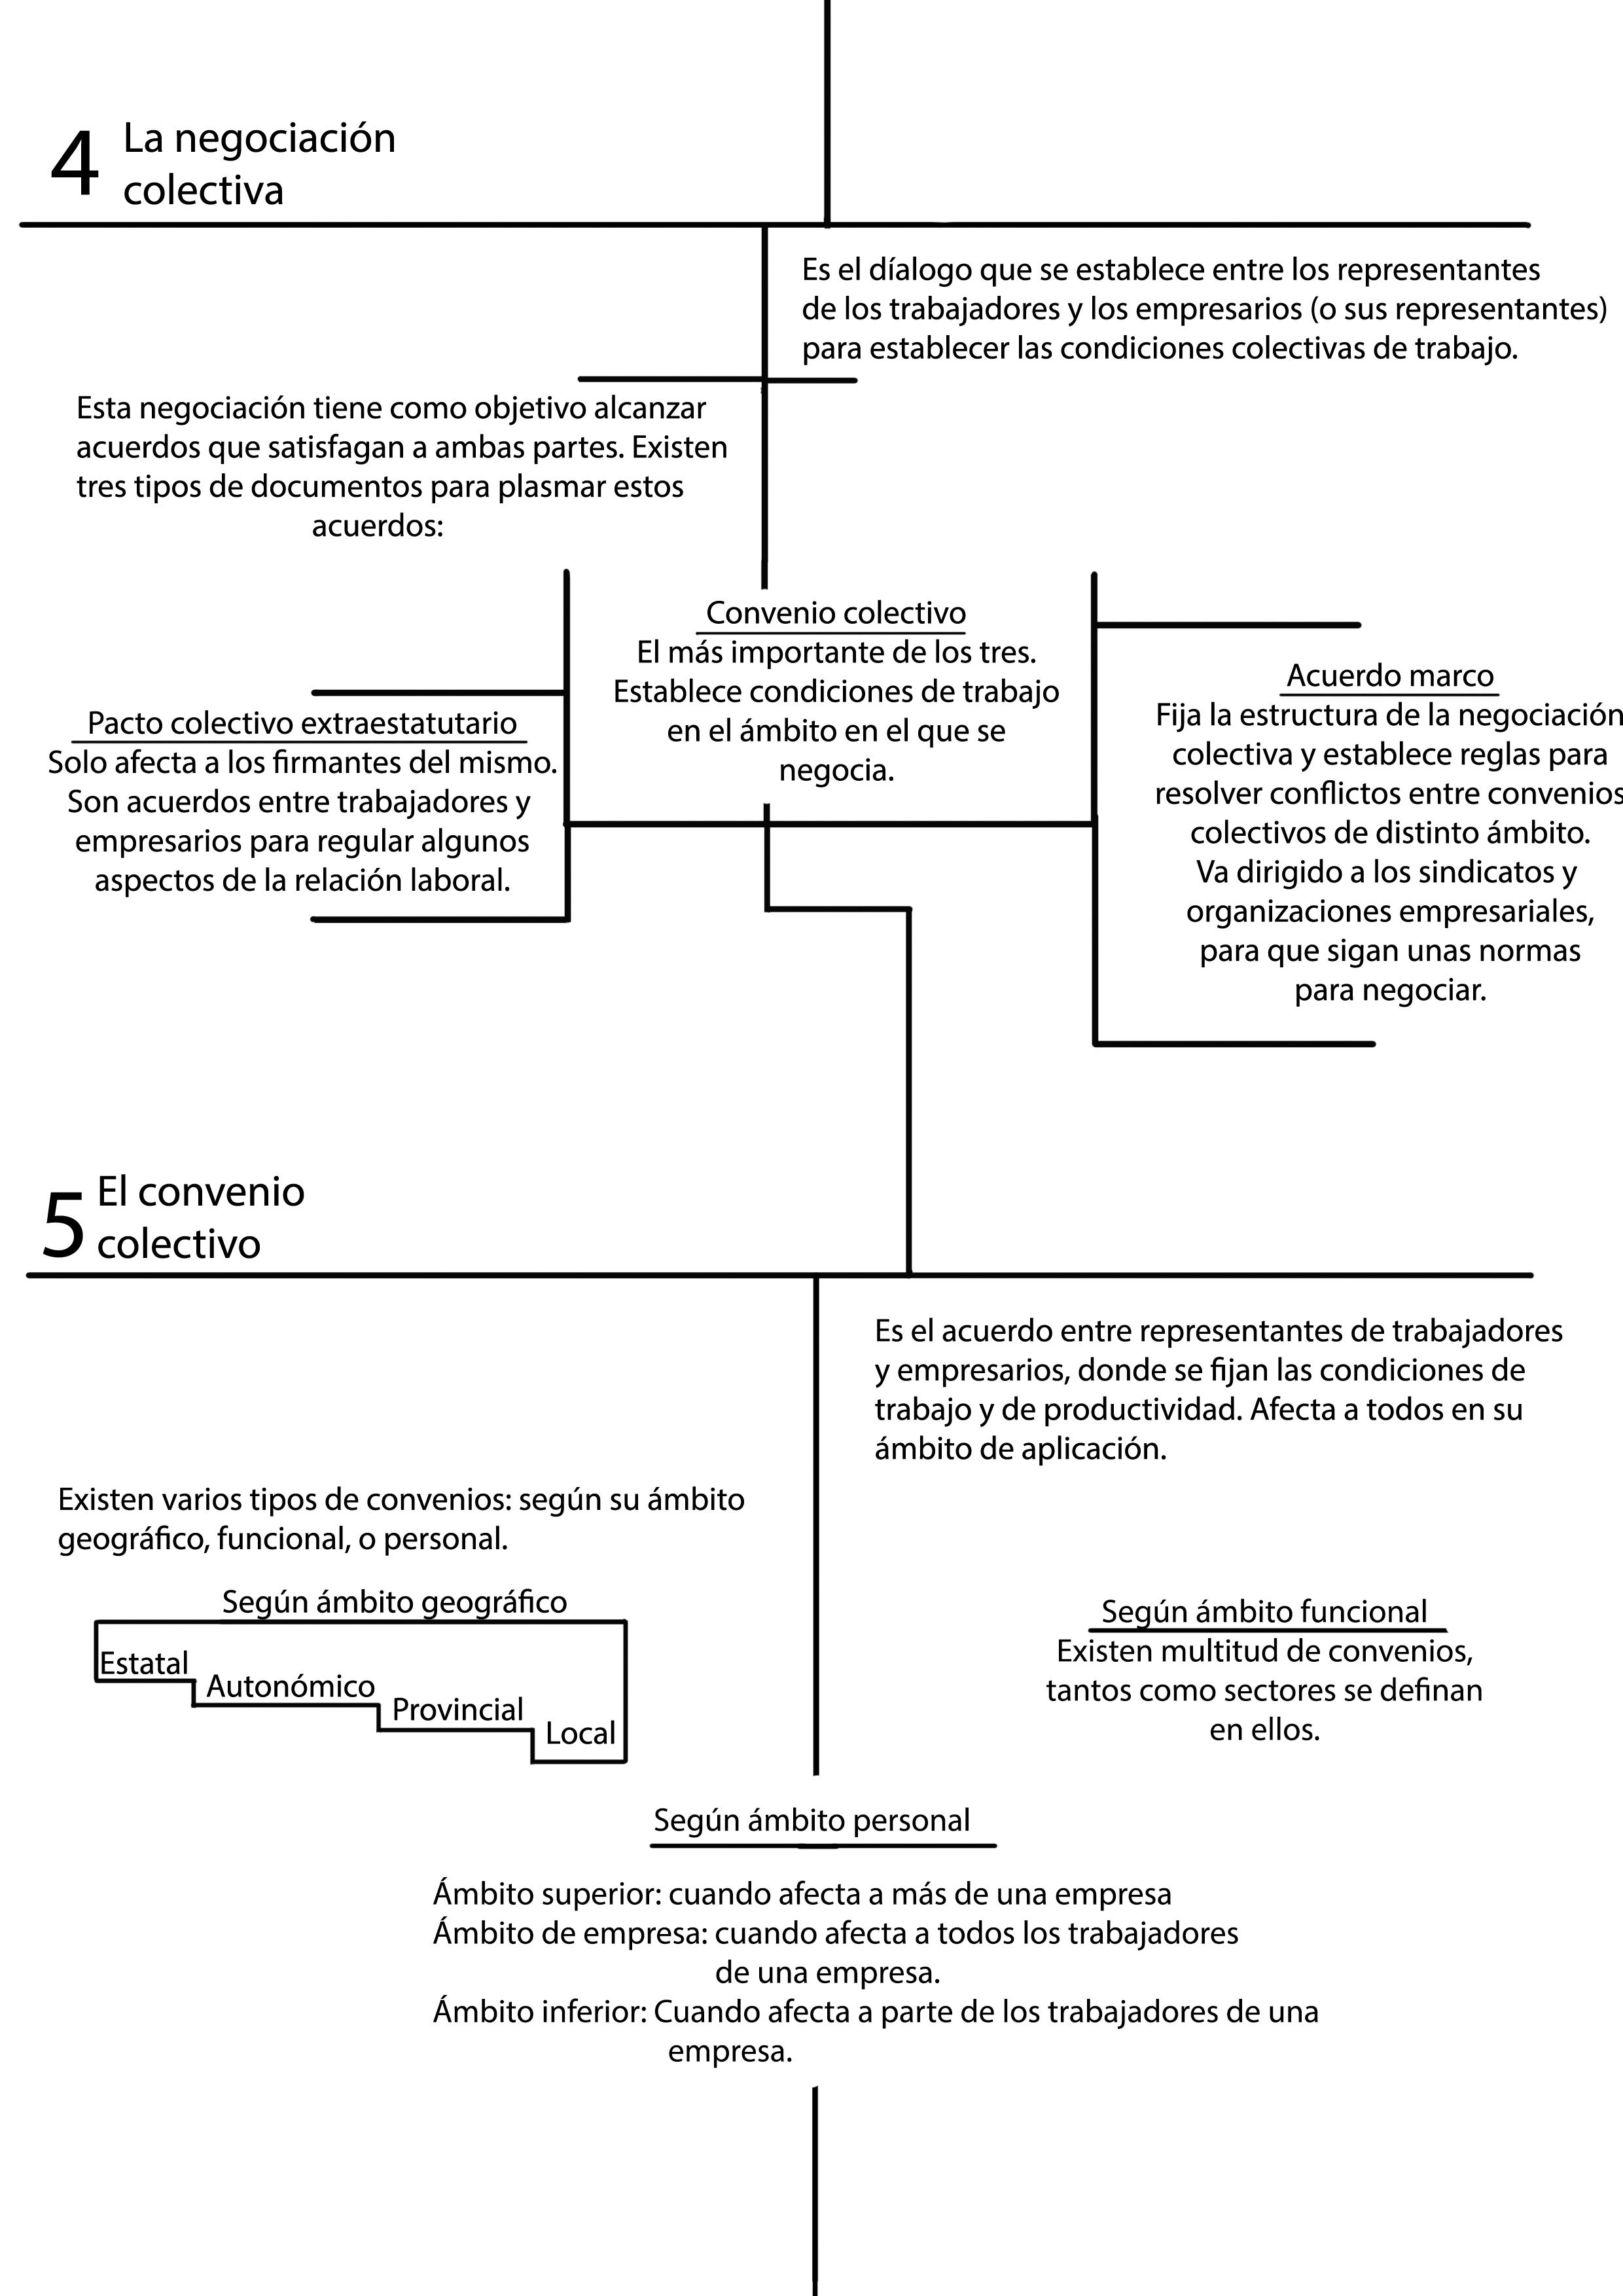 4
La negociación
colectiva
Es el díalogo que se establece entre los representantes
de los trabajadores y los empresarios (o sus representantes)
para establecer las condiciones colectivas de trabajo.
Esta negociación tiene como objetivo alcanzar
acuerdos que satisfagan a ambas partes. Existen
tres tipos de documentos para plasmar estos
acuerdos:
Pacto colectivo extraestatutario
Solo afecta a los firmantes del mismo.
Son acuerdos entre trabajadores y
empresarios para regular algunos
aspectos de la relación laboral.
Convenio colectivo
El más importante de los tres.
Establece condiciones de trabajo
en el ámbito en el que se
negocia.
Acuerdo marco
Fija la estructura de la negociación
colectiva y establece reglas para
resolver conflictos entre convenios
colectivos de distinto ámbito.
Va dirigido a los sindicatos y
organizaciones empresariales,
para que sigan unas normas
para negociar.
5
El convenio
colectivo
Es el acuerdo entre representantes de trabajadores
y empresarios, donde se fijan las condiciones de
trabajo y de productividad. Afecta a todos en su
ámbito de aplicación.
Existen varios tipos de convenios: según su ámbito
geográfico, funcional, o personal.
Según ámbito geográfico
Estatal
Autonómico
Provincial
Local
Según ámbito funcional
Existen multitud de convenios,
tantos como sectores se definan
en ellos.
Según ámbito personal
Ámbito superior: cuando afecta a más de una empresa
Ámbito de empresa: cuando afecta a todos los trabajadores
de una empresa.
Ámbito inferior: Cuando afecta a parte de los trabajadores de una
empresa.